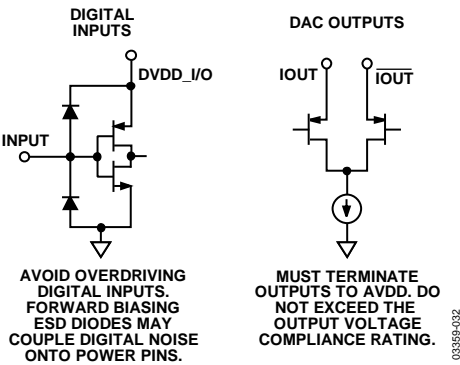 DIGITAL
INPUTS
DVDD_I/O
INPUT
AVOID OVERDRIVING
DIGITAL INPUTS.
FORWARD BIASING
ESD DIODES MAY
COUPLE DIGITAL NOISE
ONTO POWER PINS.
DAC OUTPUTS
IOUT
IOUT
MUST TERMINATE
OUTPUTS TO AVDD. DO
NOT EXCEED THE
OUTPUT VOLTAGE
COMPLIANCE RATING.
03359-032